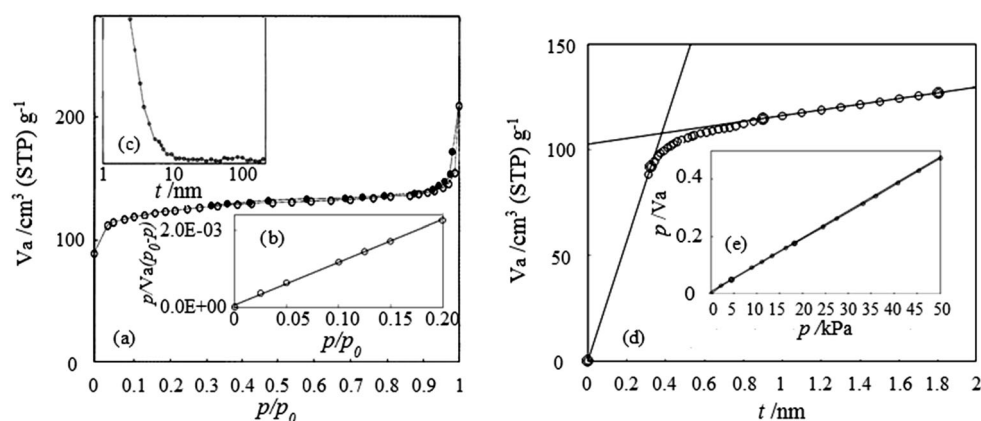 (a)
Va /cm³ (STP) g⁻¹
200
100
0
0 0.1 0.2 0.3 0.4 0.5 0.6 0.7 0.8 0.9 1
p/p₀
(c)
1 10 100
t /nm
(b)
p/Va(p₀-p)
2.0E-03
0.0E+00
0 0.05 0.10 0.15 0.20
p/p₀
(d)
Va /cm³ (STP) g⁻¹
150
100
50
0
0 0.2 0.4 0.6 0.8 1 1.2 1.4 1.6 1.8 2
t /nm
(e)
p /Va
0.4
0.2
0
0 5 10 15 20 25 30 35 40 45 50
p /kPa